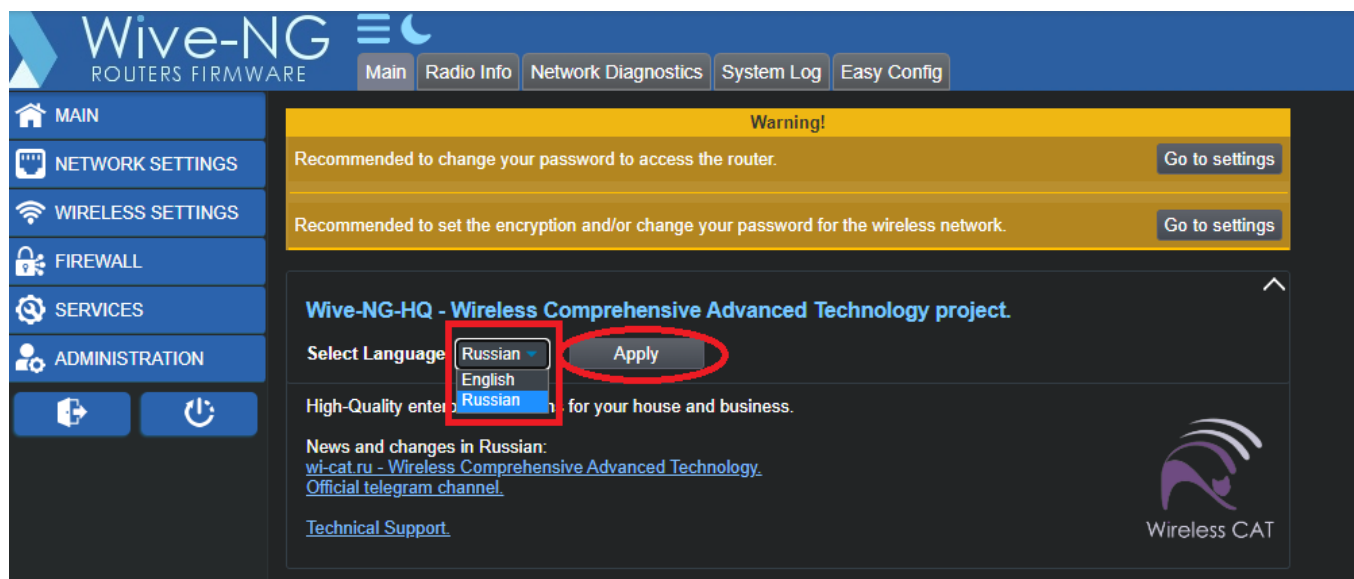 Wive-NG
ROUTERS FIRMWARE
Main Radio Info Network Diagnostics System Log Easy Config
MAIN
NETWORK SETTINGS
WIRELESS SETTINGS
FIREWALL
SERVICES
ADMINISTRATION
Warning!
Recommended to change your password to access the router. Go to settings
Recommended to set the encryption and/or change your password for the wireless network. Go to settings
Wive-NG-HQ - Wireless Comprehensive Advanced Technology project.
Select Language Russian Apply
English
Russian
High-Quality for your house and business.
News and changes in Russian:
wi-cat.ru - Wireless Comprehensive Advanced Technology.
Official telegram channel.
Technical Support.
Wireless CAT